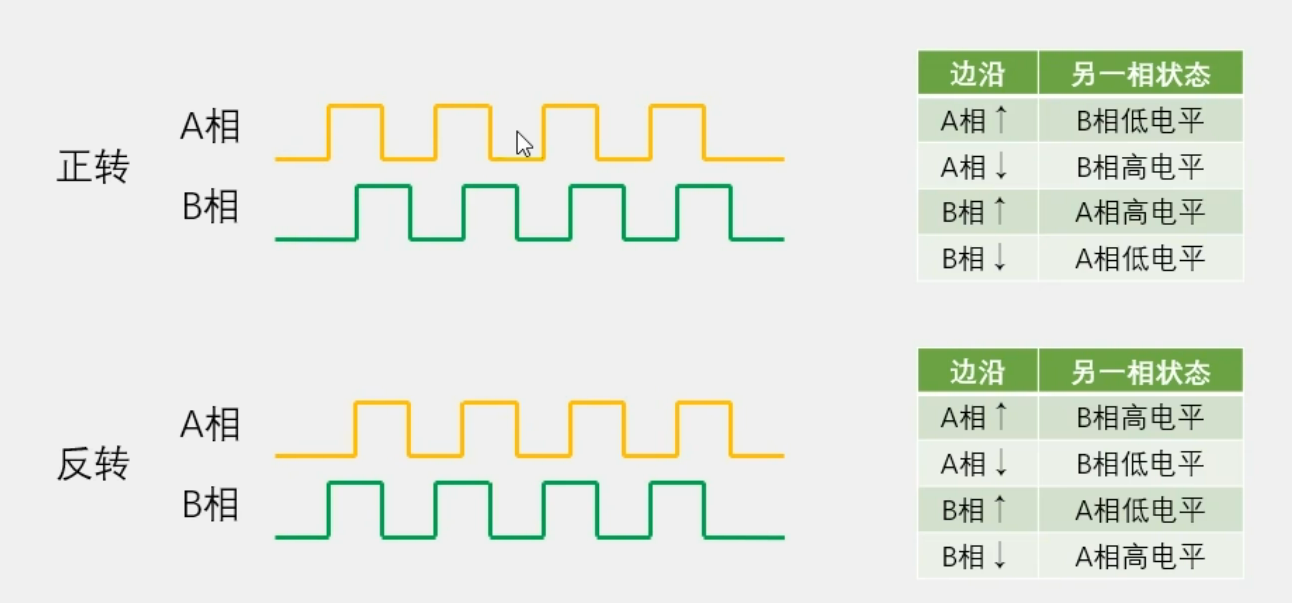 正转
A相
B相
边沿 另一相状态
A相↑ B相低电平
A相↓ B相高电平
B相↑ A相高电平
B相↓ A相低电平
反转
A相
B相
边沿 另一相状态
A相↑ B相高电平
A相↓ B相低电平
B相↑ A相低电平
B相↓ A相高电平